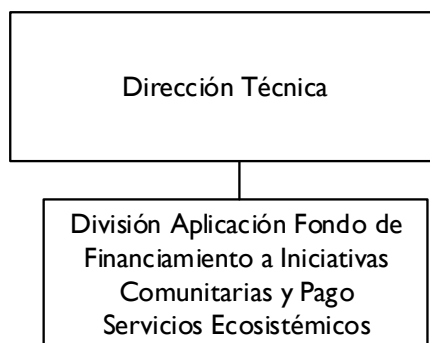 Dirección Técnica
División Aplicación Fondo de
Financiamiento a Iniciativas
Comunitarias y Pago
Servicios Ecosistémicos